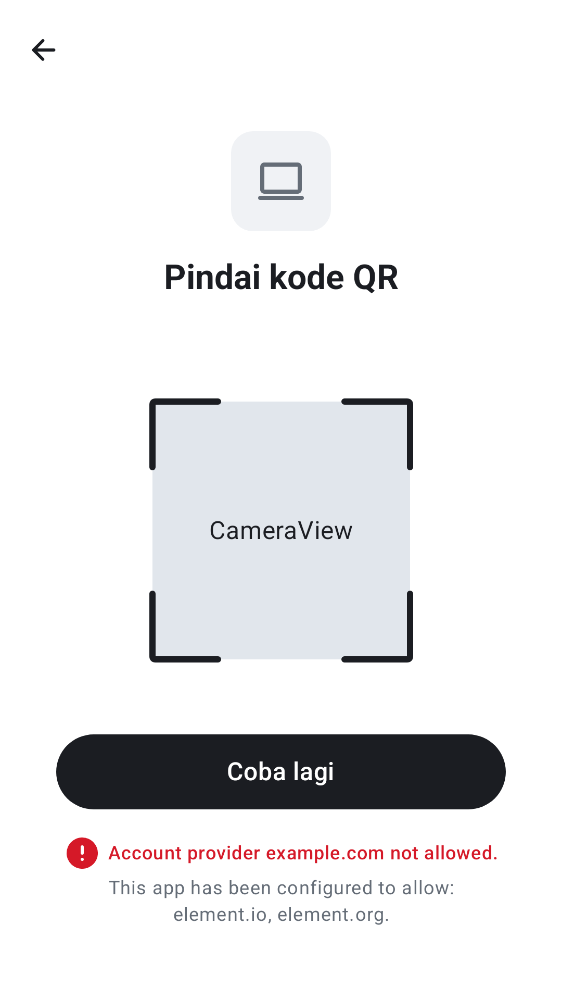 Pindai kode QR
CameraView
Coba lagi
Account provider example.com not allowed.
This app has been configured to allow:
element.io, element.org.